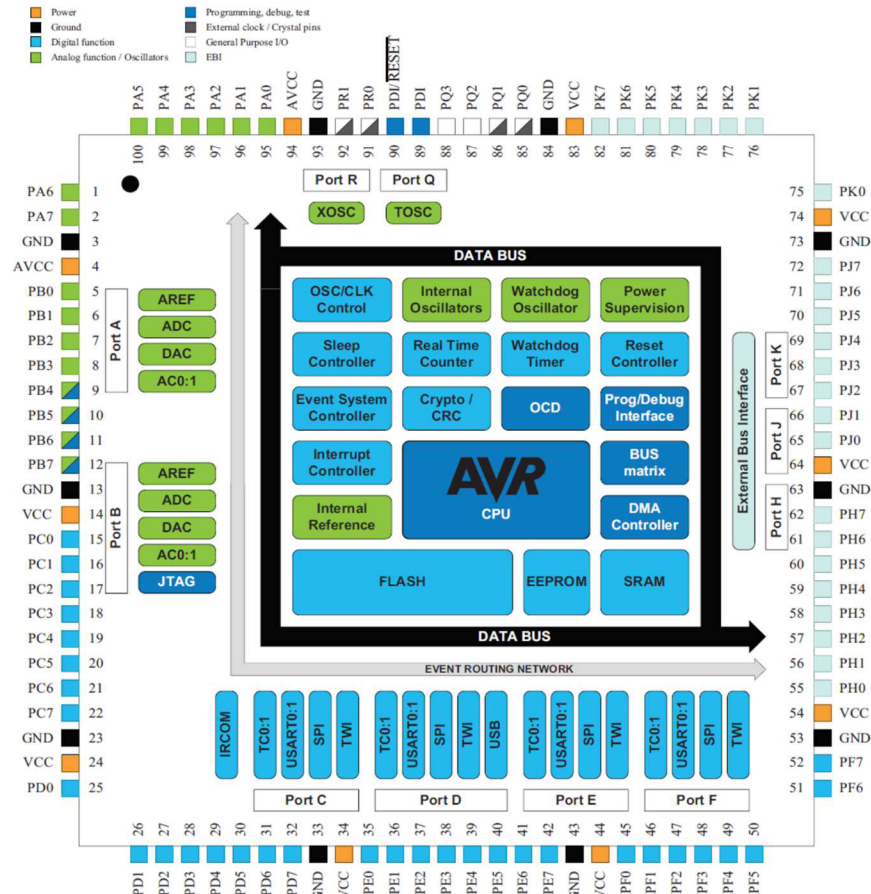 Power
Ground
Digital function
Analog function / Oscillators
Programming, debug, test
External clock / Crystal pins
General Purpose I/O
EBI
PA5 PA4 PA3 PA2 PA1 PA0 AVCC GND PR1 PR0 PDI/RESET PDI PQ3 PQ2 PQ1 PQ0 GND VCC PK7 PK6 PK5 PK4 PK3 PK2 PK1
100 99 98 97 96 95 94 93 92 91 90 89 88 87 86 85 84 83 82 81 80 79 78 77 76
PA6 1
PA7 2
GND 3
AVCC 4
PB0 5
PB1 6
PB2 7
PB3 8
PB4 9
PB5 10
PB6 11
PB7 12
GND 13
VCC 14
PC0 15
PC1 16
PC2 17
PC3 18
PC4 19
PC5 20
PC6 21
PC7 22
GND 23
VCC 24
PD0 25
Port R
Port Q
XOSC
TOSC
Port A
AREF
ADC
DAC
AC0:1
Port B
AREF
ADC
DAC
AC0:1
JTAG
DATA BUS
OSC/CLK
Control
Internal
Oscillators
Watchdog
Oscillator
Power
Supervision
Sleep
Controller
Real Time
Counter
Watchdog
Timer
Reset
Controller
Event System
Controller
Crypto /
CRC
OCD
Prog/Debug
Interface
Interrupt
Controller
AVR
CPU
BUS
matrix
Internal
Reference
DMA
Controller
FLASH
EEPROM
SRAM
DATA BUS
EVENT ROUTING NETWORK
External Bus Interface
Port K
Port J
Port H
75 PK0
74 VCC
73 GND
72 PJ7
71 PJ6
70 PJ5
69 PJ4
68 PJ3
67 PJ2
66 PJ1
65 PJ0
64 VCC
63 GND
62 PH7
61 PH6
60 PH5
59 PH4
58 PH3
57 PH2
56 PH1
55 PH0
54 VCC
53 GND
52 PF7
51 PF6
IRCOM
TC0:1
USART0:1
SPI
TWI
Port C
TC0:1
USART0:1
SPI
TWI
USB
Port D
TC0:1
USART0:1
SPI
TWI
Port E
TC0:1
USART0:1
SPI
TWI
Port F
26 27 28 29 30 31 32 33 34 35 36 37 38 39 40 41 42 43 44 45 46 47 48 49 50
PD1 PD2 PD3 PD4 PD5 PD6 PD7 GND VCC PE0 PE1 PE2 PE3 PE4 PE5 PE6 PE7 GND VCC PF0 PF1 PF2 PF3 PF4 PF5